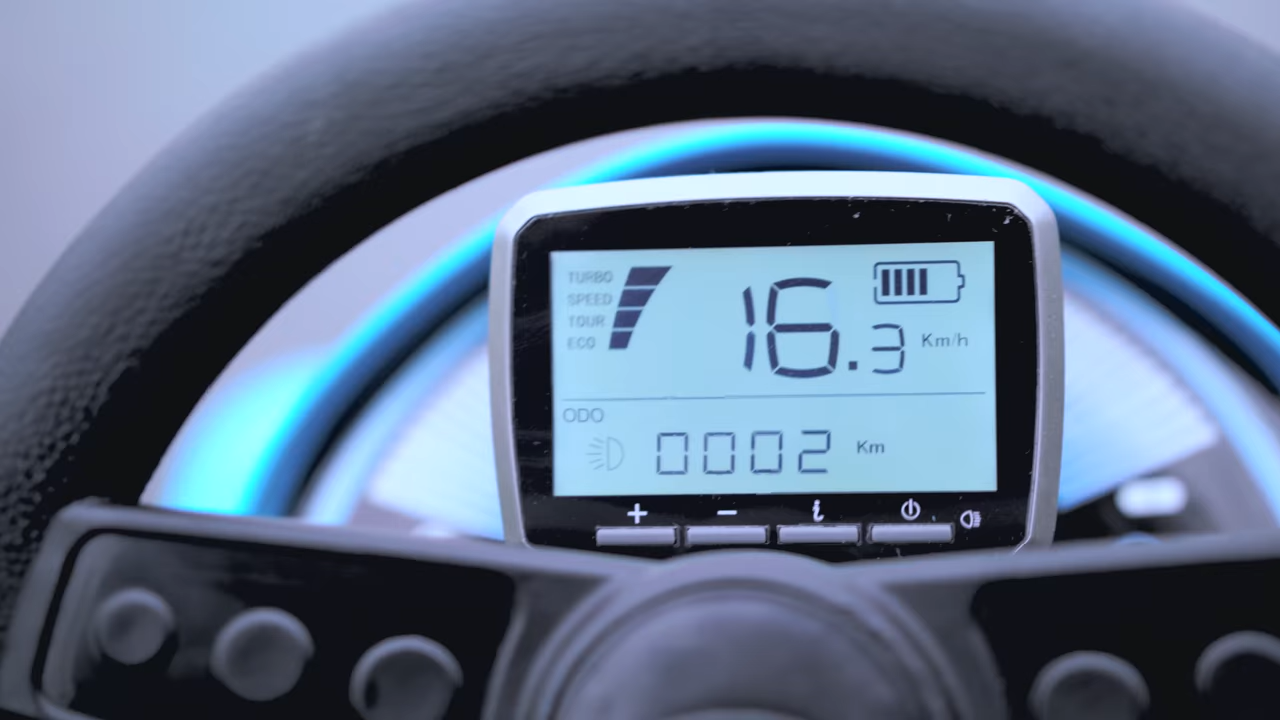 TURBO
SPEED
TOUR
ECO
16.3 Km/h
ODO
0002 Km
+ − i